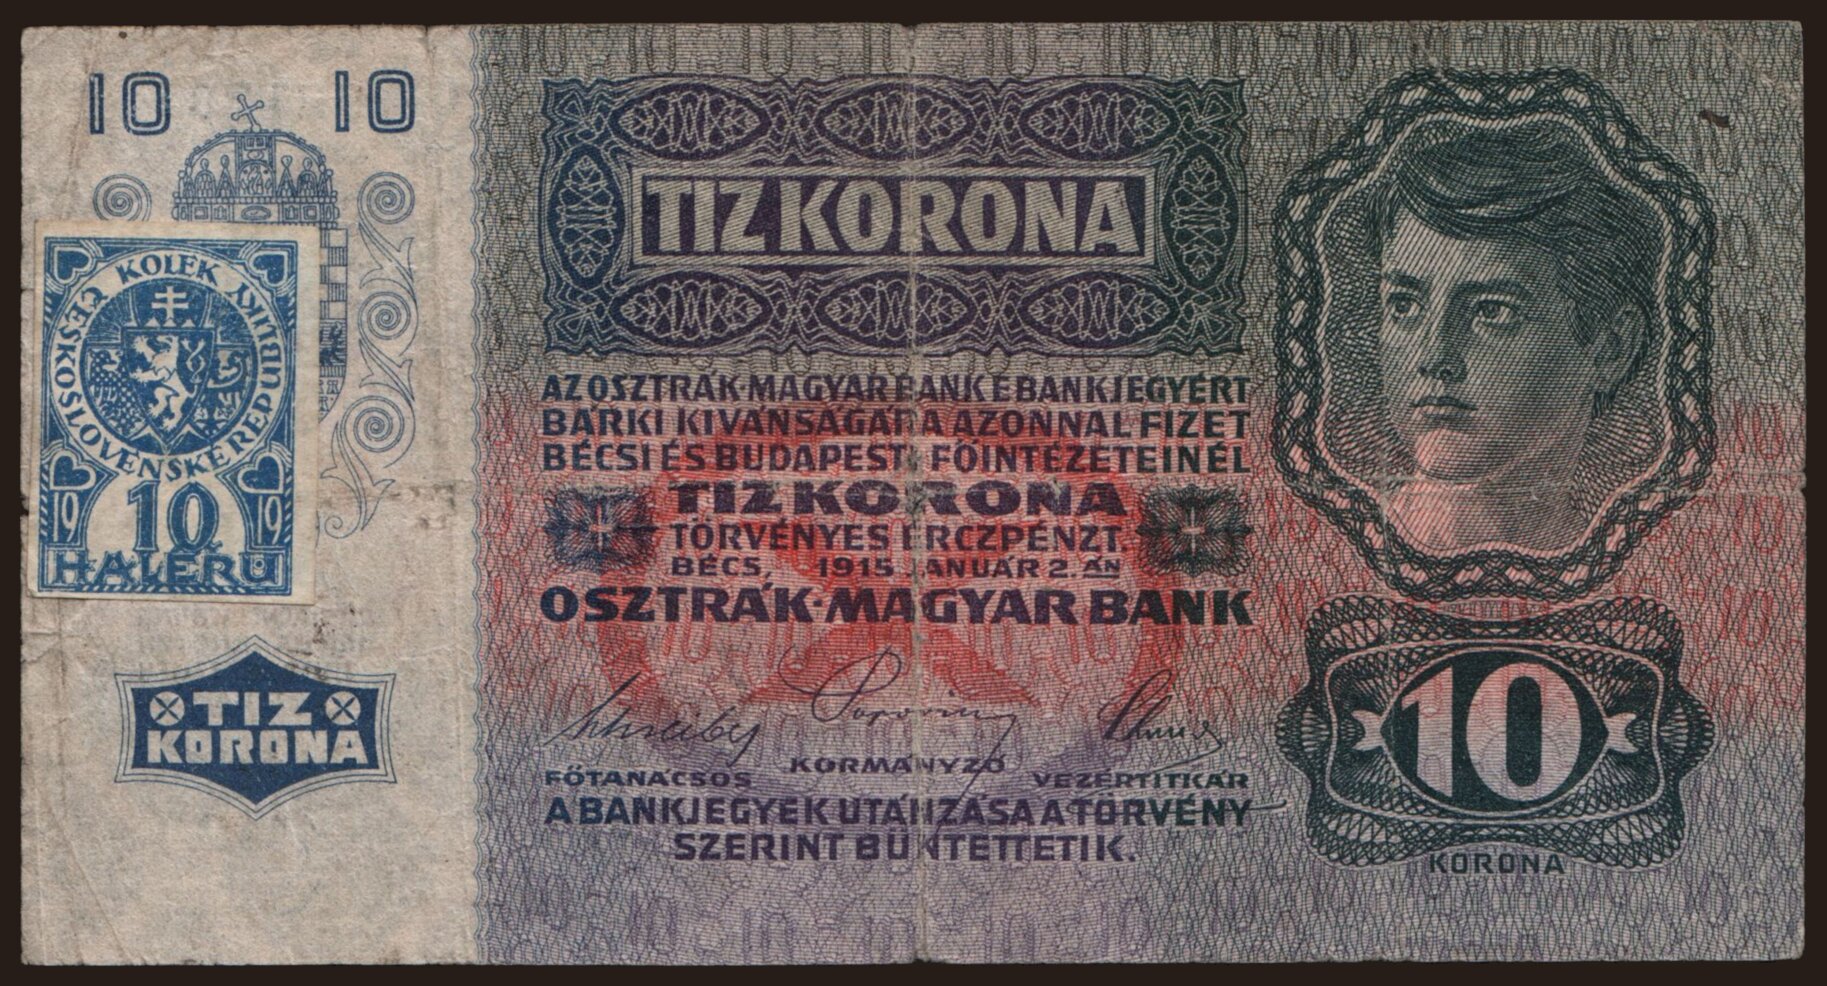 10 10
TIZ KORONA
KOLEK REPUBLIKY ČESKOSLOVENSKÉ
19 10 19
HALÉŘŮ
AZ OSZTRÁK-MAGYAR BANK E BANKJEGYÉRT
BÁRKI KIVÁNSÁGÁRA AZONNAL FIZET
BÉCSI ÉS BUDAPESTI FŐINTÉZETEINÉL
TIZ KORONA
TÖRVÉNYES ÉRCZPÉNZT.
BÉCS, 1915 JANUÁR 2.ÁN
OSZTRÁK-MAGYAR BANK
TIZ
KORONA
KORMÁNYZÓ
FŐTANÁCSOS VEZÉRTITKÁR
A BANKJEGYEK UTÁNZÁSA A TÖRVÉNY
SZERINT BÜNTETTETIK.
10
KORONA